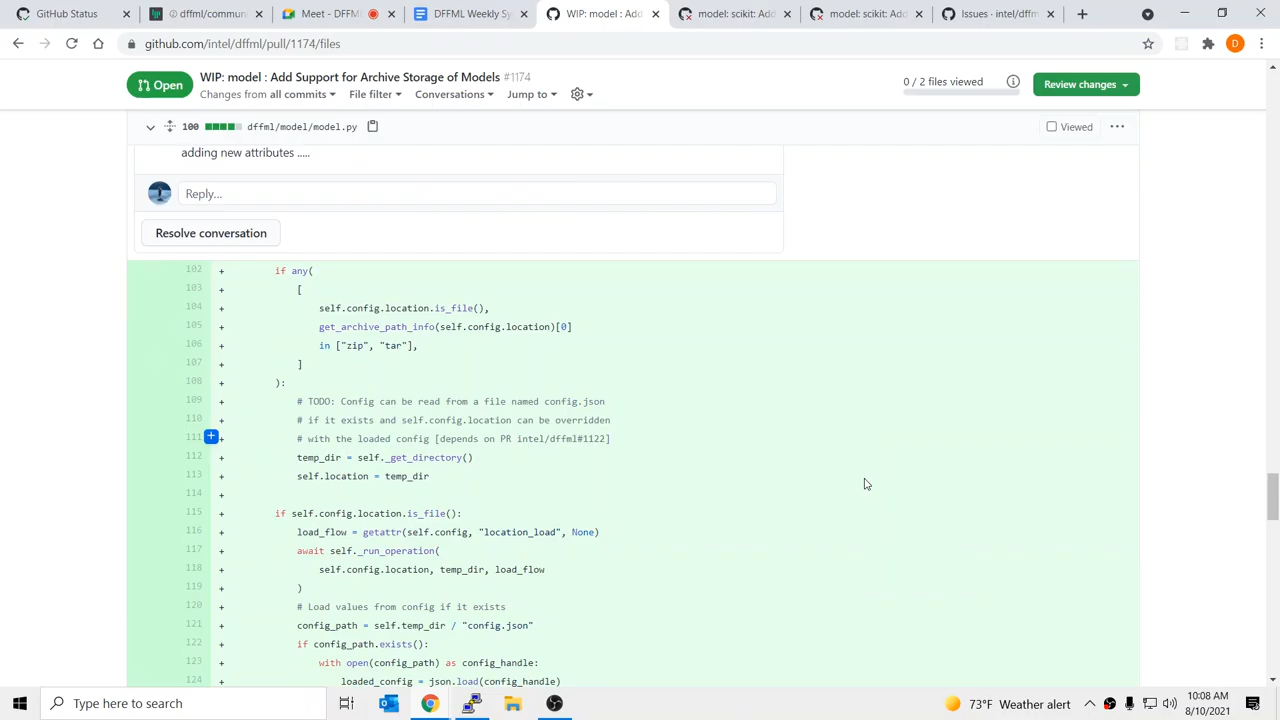 GitHub Status
@ dffml/commun
Meet - DFFML
DFFML Weekly Sy
WIP: model : Add
model: scikit: Ad
model: scikit: Ad
Issues - intel/dffm
github.com/intel/dffml/pull/1174/files
D
Open
WIP: model : Add Support for Archive Storage of Models #1174
Changes from all commits
File
Conversations
Jump to
0 / 2 files viewed
Review changes
100
dffml/model/model.py
Viewed
adding new attributes .....
Reply...
Resolve conversation
102 + if any(
103 + [
104 + self.config.location.is_file(),
105 + get_archive_path_info(self.config.location)[0]
106 + in ["zip", "tar"],
107 + ]
108 + ):
109 + # TODO: Config can be read from a file named config.json
110 + # if it exists and self.config.location can be overridden
111 + # with the loaded config [depends on PR intel/dffml#1122]
112 + temp_dir = self._get_directory()
113 + self.location = temp_dir
114 +
115 + if self.config.location.is_file():
116 + load_flow = getattr(self.config, "location_load", None)
117 + await self._run_operation(
118 + self.config.location, temp_dir, load_flow
119 + )
120 + # Load values from config if it exists
121 + config_path = self.temp_dir / "config.json"
122 + if config_path.exists():
123 + with open(config_path) as config_handle:
124 + loaded_config = json.load(config_handle)
Type here to search
73°F Weather alert
10:08 AM
8/10/2021